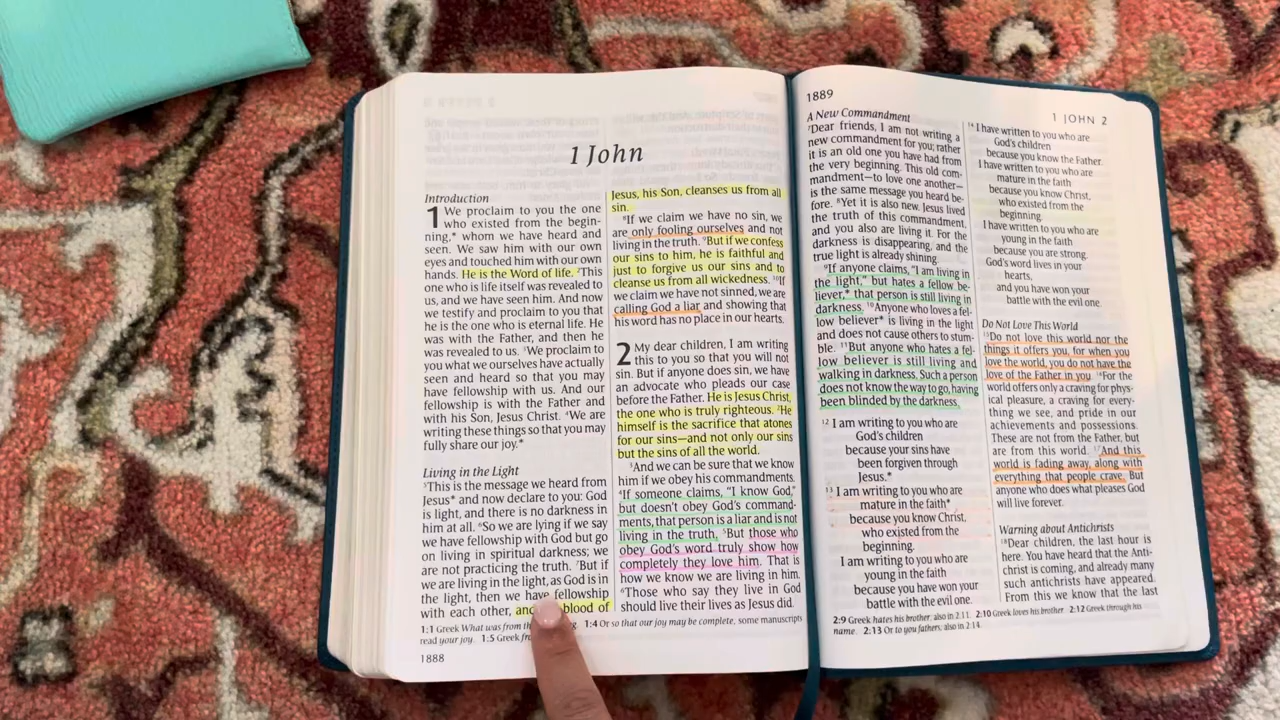 1 John
Introduction
1 We proclaim to you the one
who existed from the begin-
ning,* whom we have heard and
seen. We saw him with our own
eyes and touched him with our own
hands. He is the Word of life. ²This
one who is life itself was revealed to
us, and we have seen him. And now
we testify and proclaim to you that
he is the one who is eternal life. He
was with the Father, and then he
was revealed to us. ³We proclaim to
you what we ourselves have actually
seen and heard so that you may
have fellowship with us. And our
fellowship is with the Father and
with his Son, Jesus Christ. ⁴We are
writing these things so that you may
fully share our joy.*
Living in the Light
⁵This is the message we heard from
Jesus* and now declare to you: God
is light, and there is no darkness in
him at all. ⁶So we are lying if we say
we have fellowship with God but go
on living in spiritual darkness; we
are not practicing the truth. ⁷But if
we are living in the light, as God is in
the light, then we have fellowship
with each other, and blood of
Jesus, his Son, cleanses us from all
sin.
⁸If we claim we have no sin, we
are only fooling ourselves and not
living in the truth. ⁹But if we confess
our sins to him, he is faithful and
just to forgive us our sins and to
cleanse us from all wickedness. ¹⁰If
we claim we have not sinned, we are
calling God a liar and showing that
his word has no place in our hearts.
2 My dear children, I am writing
this to you so that you will not
sin. But if anyone does sin, we have
an advocate who pleads our case
before the Father. He is Jesus Christ,
the one who is truly righteous. ²He
himself is the sacrifice that atones
for our sins—and not only our sins
but the sins of all the world.
³And we can be sure that we know
him if we obey his commandments.
⁴If someone claims, "I know God,"
but doesn't obey God's command-
ments, that person is a liar and is not
living in the truth. ⁵But those who
obey God's word truly show how
completely they love him. That is
how we know we are living in him.
⁶Those who say they live in God
should live their lives as Jesus did.
1:1 Greek What was from the 1:4 Or so that our joy may be complete, some manuscripts
read your joy. 1:5 Greek
1888
1889
1 JOHN 2
A New Commandment
⁷Dear friends, I am not writing a
new commandment for you; rather
it is an old one you have had from
the very beginning. This old com-
mandment—to love one another—
is the same message you heard be-
fore. ⁸Yet it is also new. Jesus lived
the truth of this commandment,
and you also are living it. For the
darkness is disappearing, and the
true light is already shining.
⁹If anyone claims, "I am living in
the light," but hates a fellow be-
liever,* that person is still living in
darkness. ¹⁰Anyone who loves a fel-
low believer* is living in the light
and does not cause others to stum-
ble. ¹¹But anyone who hates a fel-
low believer is still living and
walking in darkness. Such a person
does not know the way to go, having
been blinded by the darkness.
¹² I am writing to you who are
God's children
because your sins have
been forgiven through
Jesus.*
¹³ I am writing to you who are
mature in the faith*
because you know Christ,
who existed from the
beginning.
I am writing to you who are
young in the faith
because you have won your
battle with the evil one.
¹⁴ I have written to you who are
God's children
because you know the Father.
I have written to you who are
mature in the faith
because you know Christ,
who existed from the
beginning.
I have written to you who are
young in the faith
because you are strong.
God's word lives in your
hearts,
and you have won your
battle with the evil one.
Do Not Love This World
¹⁵Do not love this world nor the
things it offers you, for when you
love the world, you do not have the
love of the Father in you. ¹⁶For the
world offers only a craving for phys-
ical pleasure, a craving for every-
thing we see, and pride in our
achievements and possessions.
These are not from the Father, but
are from this world. ¹⁷And this
world is fading away, along with
everything that people crave. But
anyone who does what pleases God
will live forever.
Warning about Antichrists
¹⁸Dear children, the last hour is
here. You have heard that the Anti-
christ is coming, and already many
such antichrists have appeared.
From this we know that the last
2:9 Greek hates his brother; also in 2:11. 2:10 Greek loves his brother. 2:12 Greek through his
name. 2:13 Or to you fathers; also in 2:14.